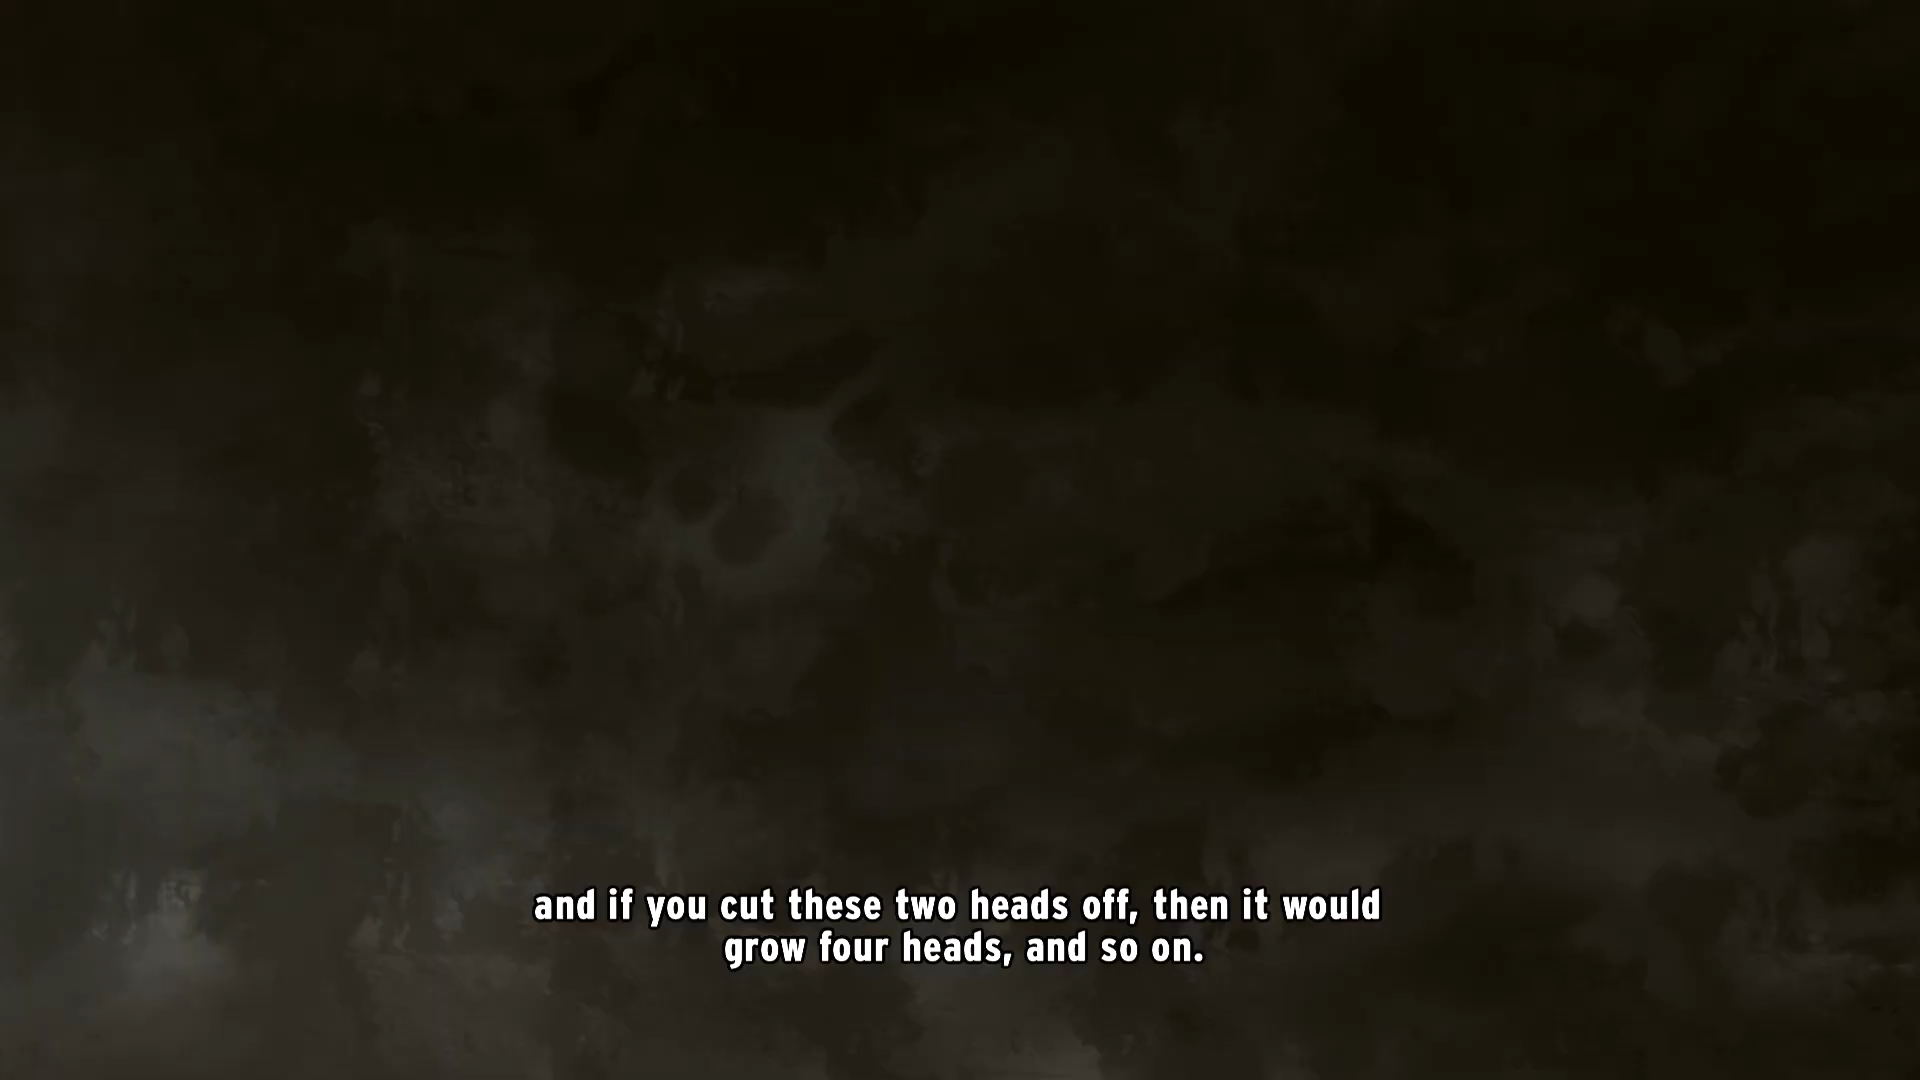 and if you cut these two heads off, then it would
grow four heads, and so on.